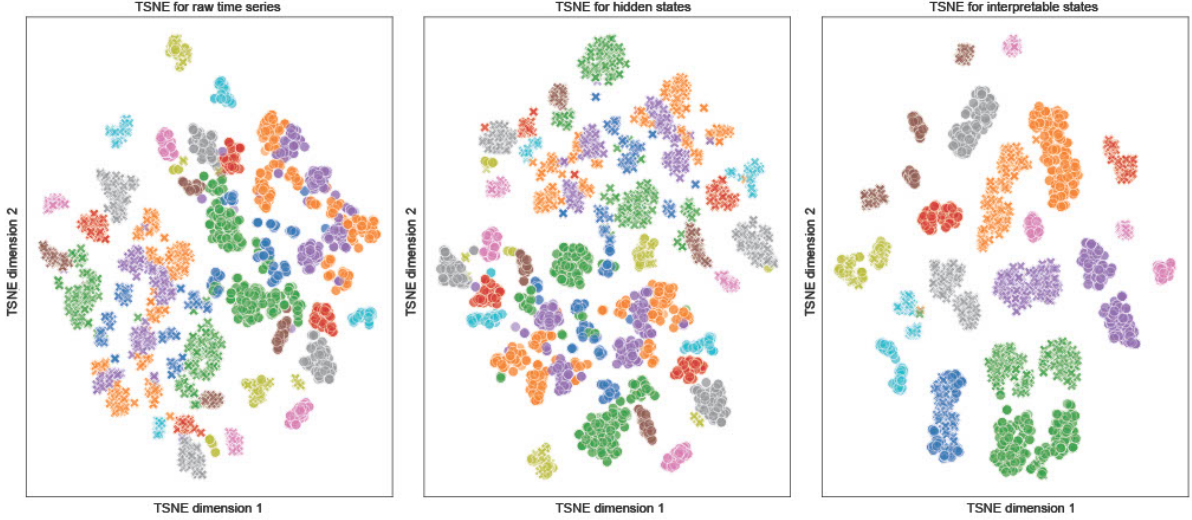 TSNE for raw time series
TSNE for hidden states
TSNE for interpretable states
TSNE dimension 2
TSNE dimension 2
TSNE dimension 2
TSNE dimension 1
TSNE dimension 1
TSNE dimension 1